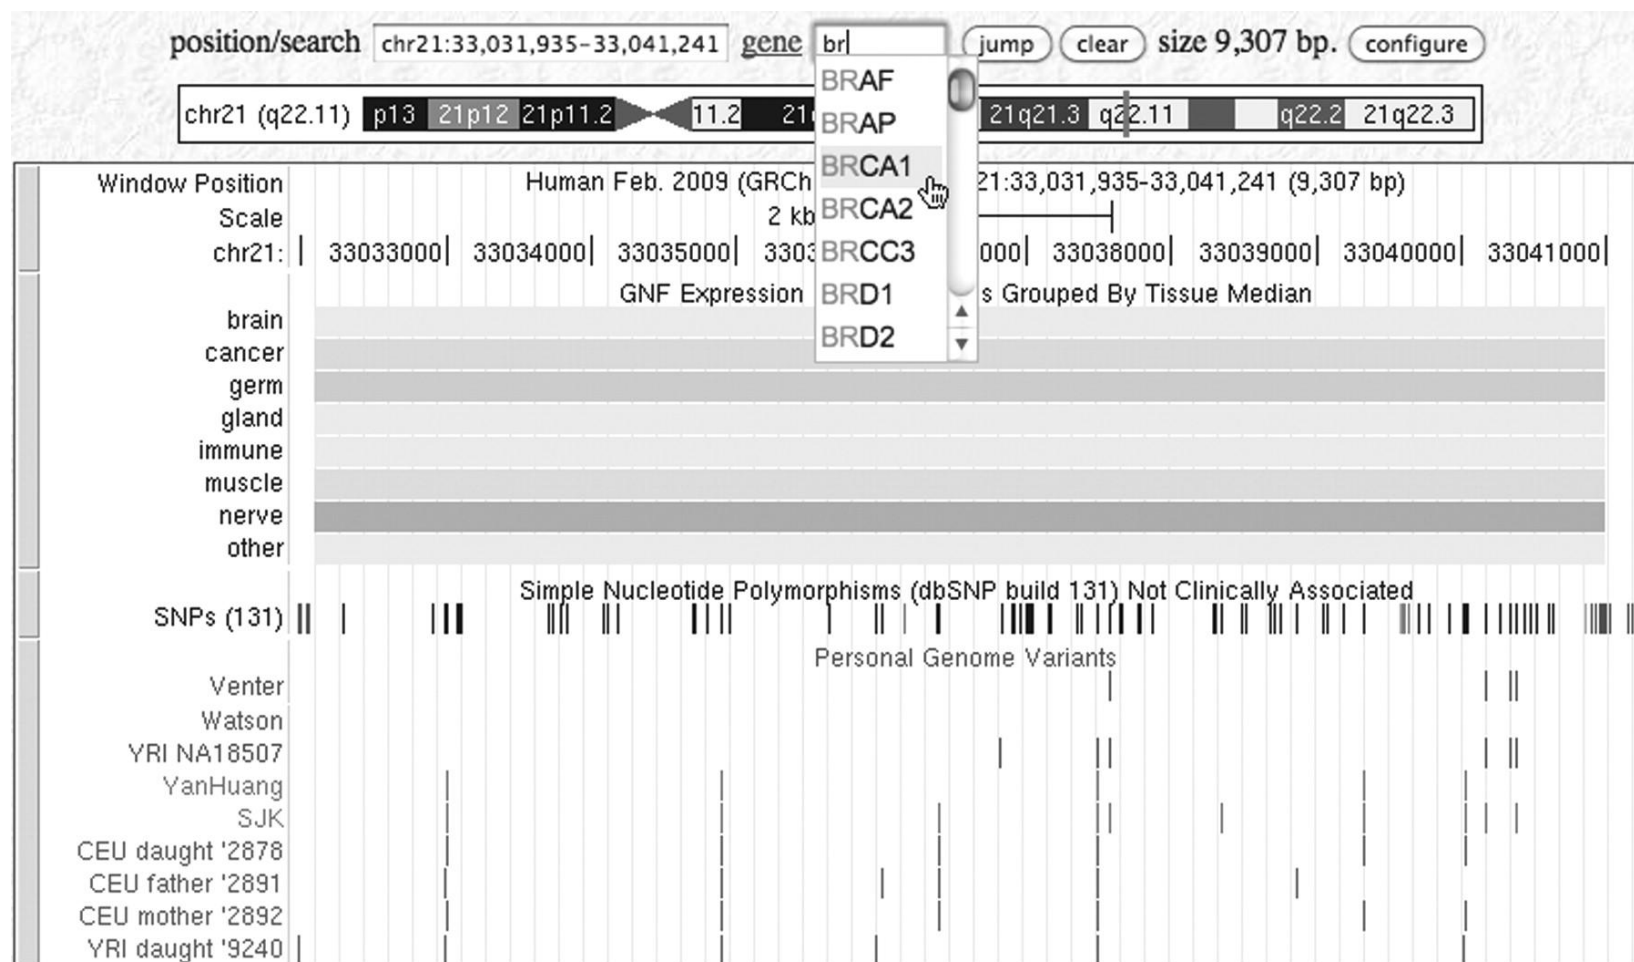 position/search chr21:33,031,935-33,041,241 gene br jump clear size 9,307 bp. configure
BRAF
BRAP
BRCA1
BRCA2
BRCC3
BRD1
BRD2
chr21 (q22.11) p13 21p12 21p11.2 11.2 21q21.3 q22.11 q22.2 21q22.3
Window Position Human Feb. 2009 (GRCh 21:33,031,935-33,041,241 (9,307 bp)
Scale 2 kb
chr21: 33033000 33034000 33035000 3303 000 33038000 33039000 33040000 33041000
GNF Expression s Grouped By Tissue Median
brain
cancer
germ
gland
immune
muscle
nerve
other
Simple Nucleotide Polymorphisms (dbSNP build 131) Not Clinically Associated
SNPs (131)
Personal Genome Variants
Venter
Watson
YRI NA18507
YanHuang
SJK
CEU daught '2878
CEU father '2891
CEU mother '2892
YRI daught '9240